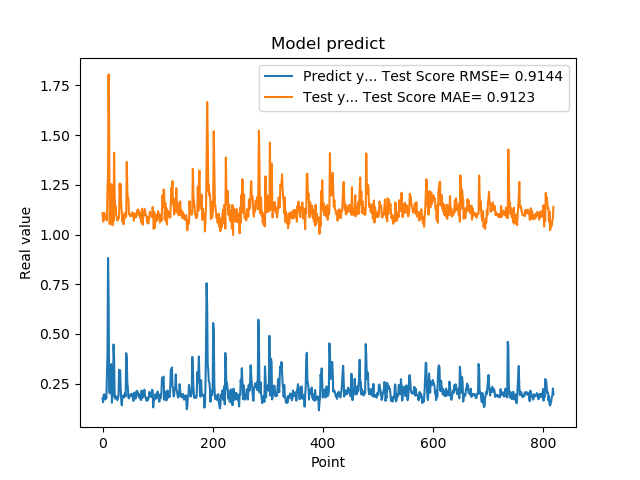 Model predict
Predict y... Test Score RMSE= 0.9144
Test y... Test Score MAE= 0.9123
1.75
1.50
1.25
1.00
0.75
0.50
0.25
Real value
0 200 400 600 800
Point